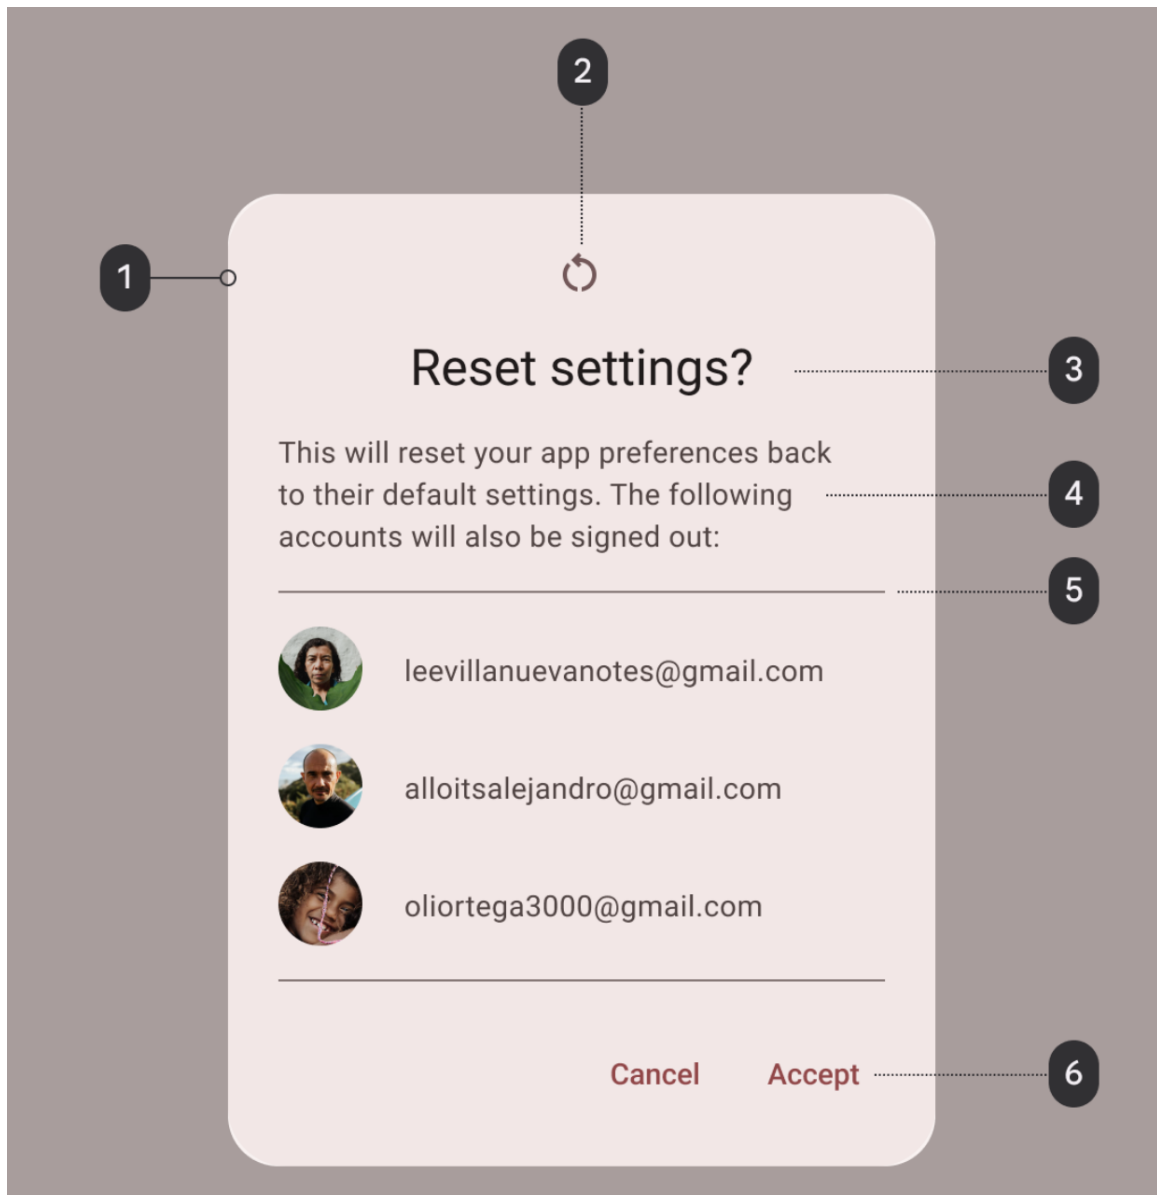 2
1
Reset settings?
3
This will reset your app preferences back
to their default settings. The following
4
accounts will also be signed out:
5
leevillanuevanotes@gmail.com
alloitsalejandro@gmail.com
oliortega3000@gmail.com
Cancel Accept
6